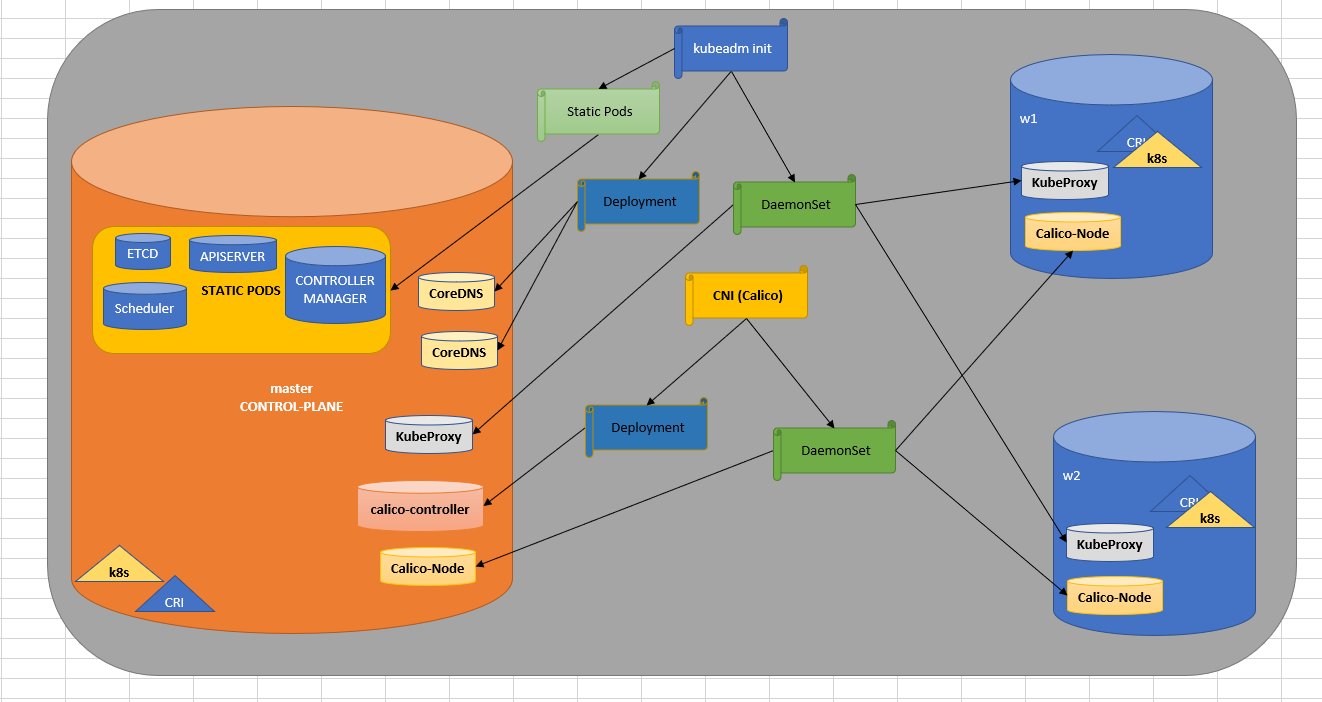 kubeadm init
Static Pods
Deployment
DaemonSet
CNI (Calico)
Deployment
DaemonSet
ETCD
APISERVER
CONTROLLER
MANAGER
STATIC PODS
Scheduler
CoreDNS
CoreDNS
master
CONTROL-PLANE
KubeProxy
calico-controller
Calico-Node
k8s
CRI
w1
CRI
k8s
KubeProxy
Calico-Node
w2
CRI
k8s
KubeProxy
Calico-Node